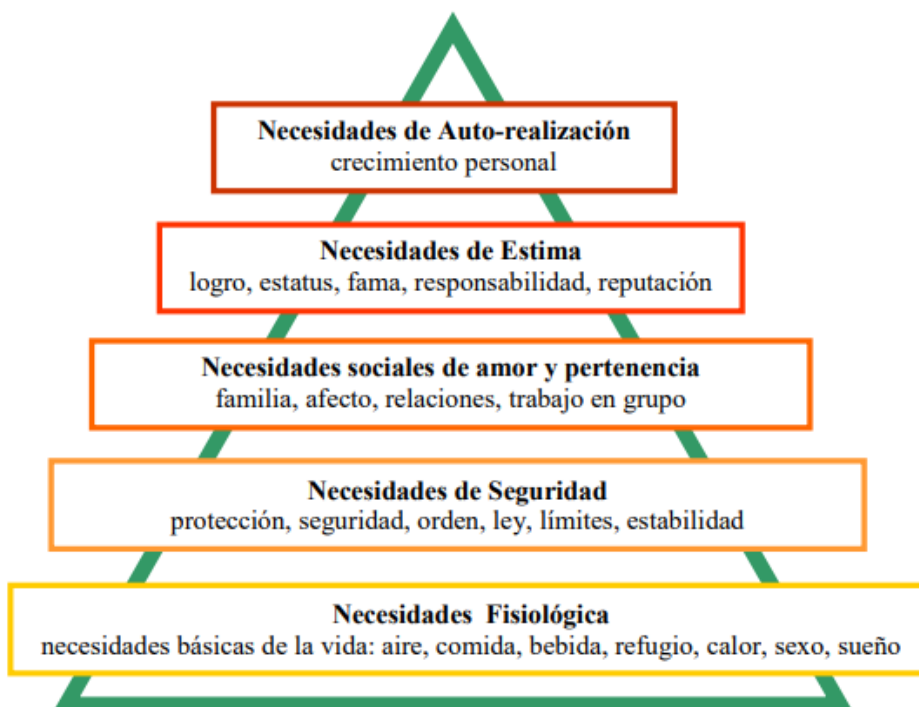 Necesidades de Auto-realización
crecimiento personal
Necesidades de Estima
logro, estatus, fama, responsabilidad, reputación
Necesidades sociales de amor y pertenencia
familia, afecto, relaciones, trabajo en grupo
Necesidades de Seguridad
protección, seguridad, orden, ley, límites, estabilidad
Necesidades Fisiológica
necesidades básicas de la vida: aire, comida, bebida, refugio, calor, sexo, sueño